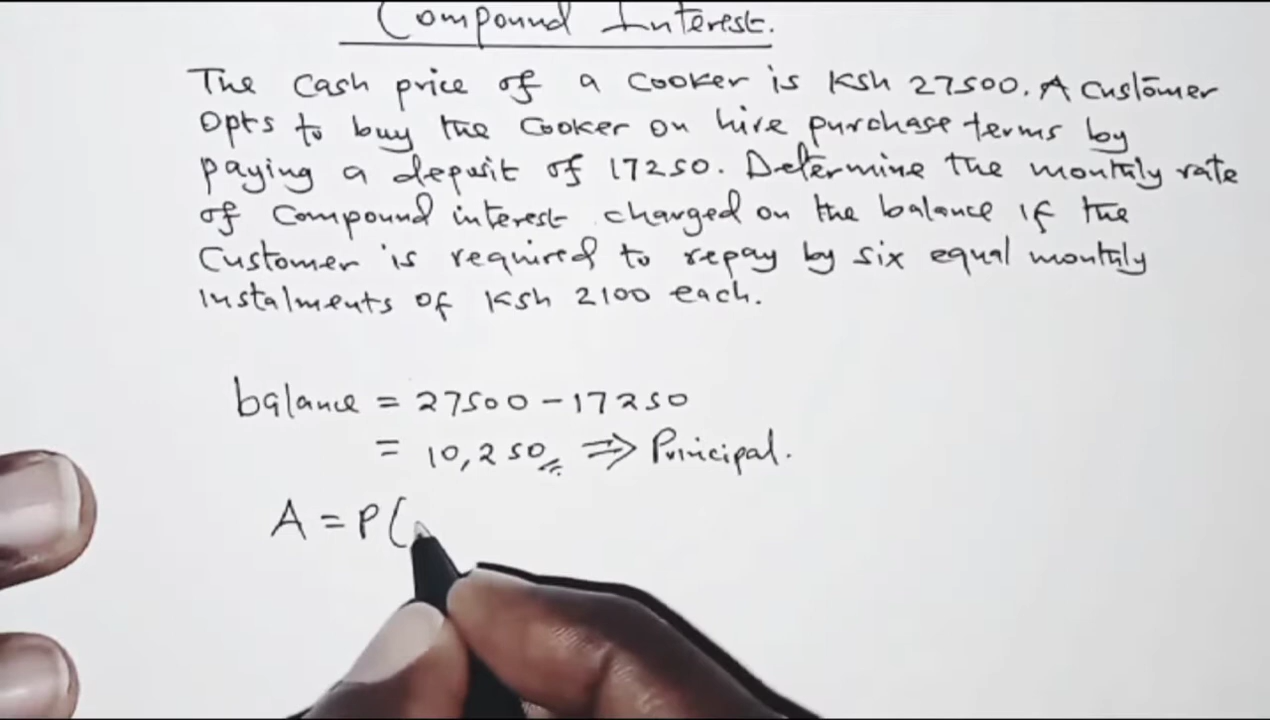 Compound Interest.
The Cash price of a Cooker is Ksh 27500. A Customer
Opts to buy the Cooker on hire purchase terms by
paying a deposit of 17250. Determine the monthly rate
of Compound interest charged on the balance if the
Customer is required to repay by six equal monthly
Instalments of Ksh 2100 each.
balance = 27500 - 17250
= 10,250 ⇒ Principal.
A = P (